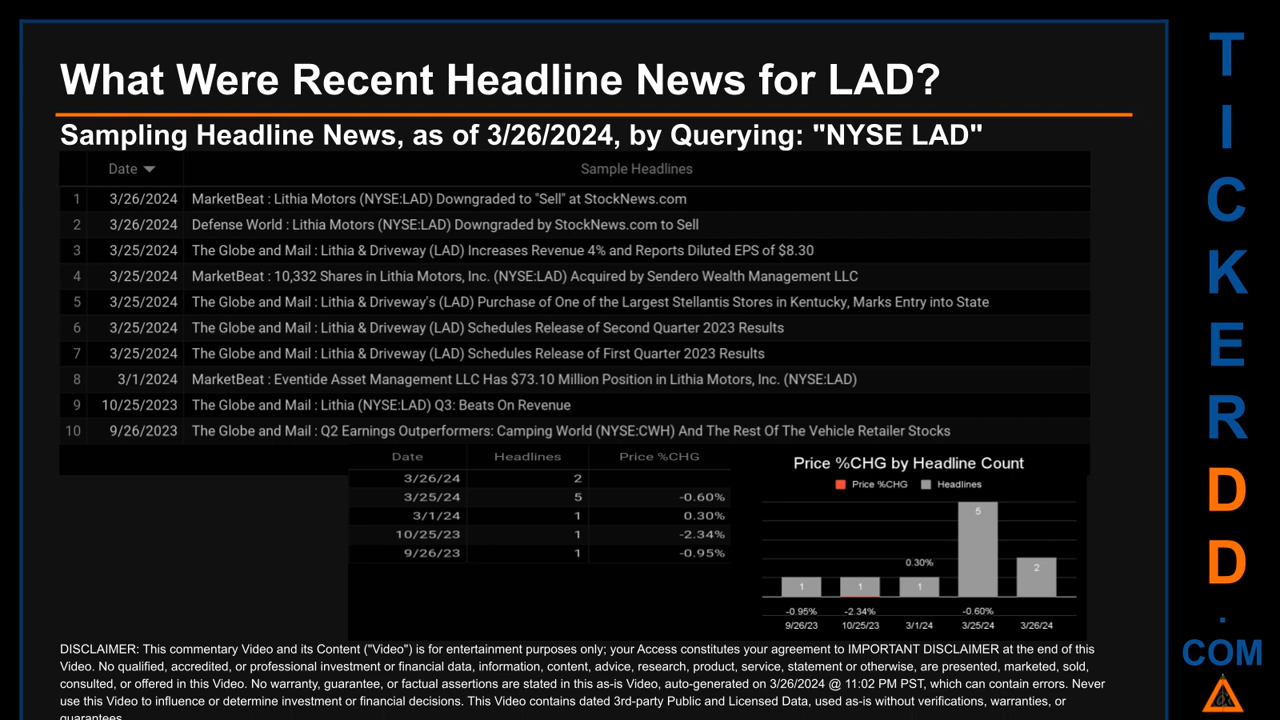 What Were Recent Headline News for LAD?
Sampling Headline News, as of 3/26/2024, by Querying: "NYSE LAD"
Date Sample Headlines
1 3/26/2024 MarketBeat : Lithia Motors (NYSE:LAD) Downgraded to "Sell" at StockNews.com
2 3/26/2024 Defense World : Lithia Motors (NYSE:LAD) Downgraded by StockNews.com to Sell
3 3/25/2024 The Globe and Mail : Lithia & Driveway (LAD) Increases Revenue 4% and Reports Diluted EPS of $8.30
4 3/25/2024 MarketBeat : 10,332 Shares in Lithia Motors, Inc. (NYSE:LAD) Acquired by Sendero Wealth Management LLC
5 3/25/2024 The Globe and Mail : Lithia & Driveway's (LAD) Purchase of One of the Largest Stellantis Stores in Kentucky, Marks Entry into State
6 3/25/2024 The Globe and Mail : Lithia & Driveway (LAD) Schedules Release of Second Quarter 2023 Results
7 3/25/2024 The Globe and Mail : Lithia & Driveway (LAD) Schedules Release of First Quarter 2023 Results
8 3/1/2024 MarketBeat : Eventide Asset Management LLC Has $73.10 Million Position in Lithia Motors, Inc. (NYSE:LAD)
9 10/25/2023 The Globe and Mail : Lithia (NYSE:LAD) Q3: Beats On Revenue
10 9/26/2023 The Globe and Mail : Q2 Earnings Outperformers: Camping World (NYSE:CWH) And The Rest Of The Vehicle Retailer Stocks
Date Headlines Price %CHG
3/26/24 2
3/25/24 5 -0.60%
3/1/24 1 0.30%
10/25/23 1 -2.34%
9/26/23 1 -0.95%
Price %CHG by Headline Count
Price %CHG Headlines
5
0.30% 2
1 1 1
-0.95% -2.34% -0.60%
9/26/23 10/25/23 3/1/24 3/25/24 3/26/24
DISCLAIMER: This commentary Video and its Content ("Video") is for entertainment purposes only; your Access constitutes your agreement to IMPORTANT DISCLAIMER at the end of this
Video. No qualified, accredited, or professional investment or financial data, information, content, advice, research, product, service, statement or otherwise, are presented, marketed, sold,
consulted, or offered in this Video. No warranty, guarantee, or factual assertions are stated in this as-is Video, auto-generated on 3/26/2024 @ 11:02 PM PST, which can contain errors. Never
use this Video to influence or determine investment or financial decisions. This Video contains dated 3rd-party Public and Licensed Data, used as-is without verifications, warranties, or
guarantees.
T
I
C
K
E
R
D
D
.
COM